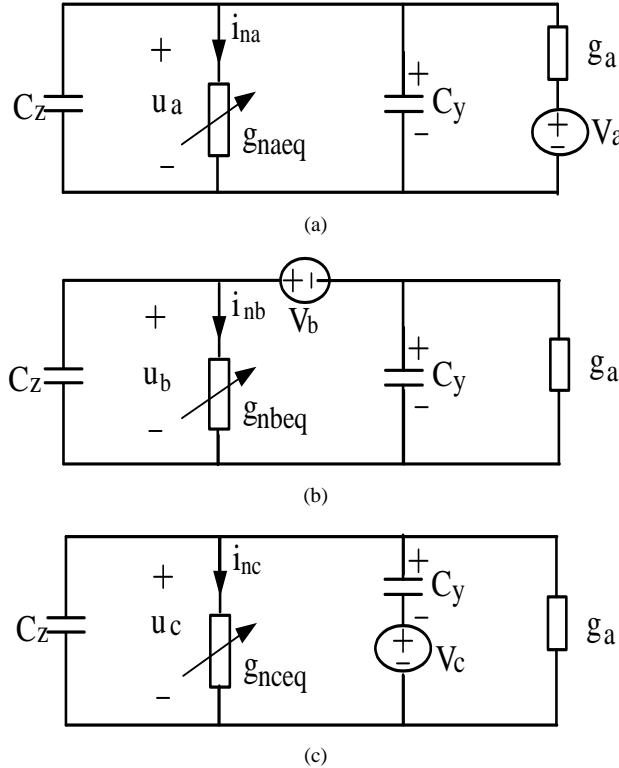 + i_na + g_a
C_z u_a C_y + V_a
− g_naeq − −
(a)
+ i_nb + − V_b +
C_z u_b C_y g_a
− g_nbeq −
(b)
+ i_nc + C_y
C_z u_c − g_a
− g_nceq + − V_c
(c)